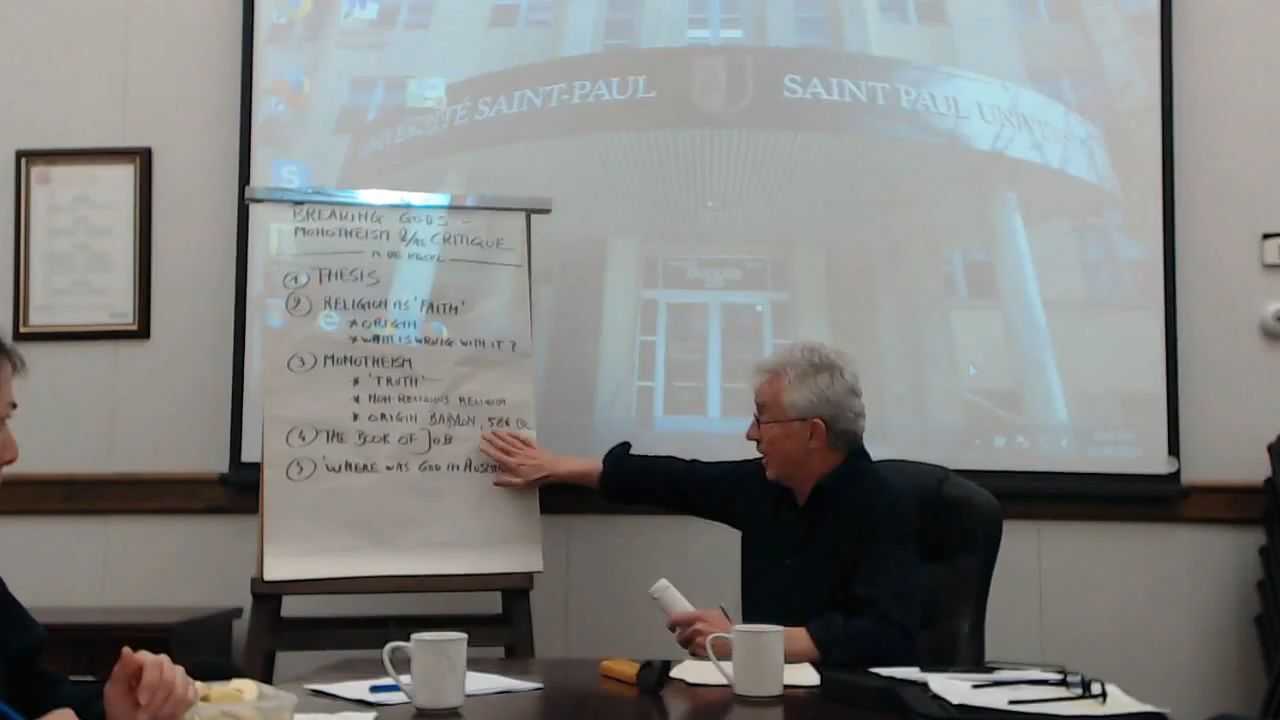 UNIVERSITÉ SAINT-PAUL
SAINT PAUL UNIVE
BREAKING GODS –
MONOTHEISM &/AS CRITIQUE
① THESIS
② RELIGION AS 'FAITH'
* ORIGIN
* WHAT IS WRONG WITH IT?
③ MONOTHEISM
* 'TRUTH'
* NON-RELIGIOUS RELIGION
* ORIGIN BABYLON, 586 BC
④ THE BOOK OF JOB
⑤ 'WHERE WAS GOD IN